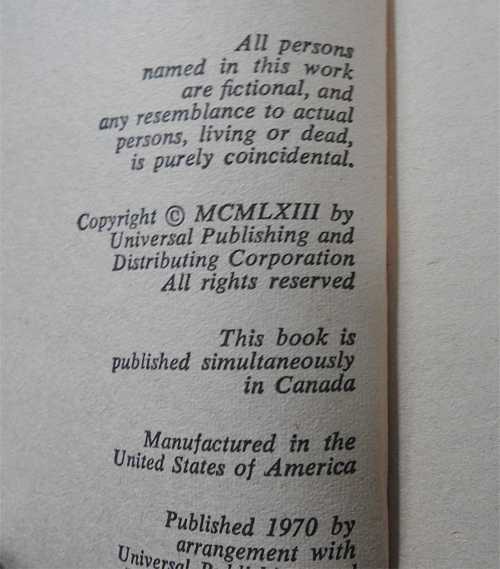 All persons
named in this work
are fictional, and
any resemblance to actual
persons, living or dead,
is purely coincidental.
Copyright © MCMLXIII by
Universal Publishing and
Distributing Corporation
All rights reserved
This book is
published simultaneously
in Canada
Manufactured in the
United States of America
Published 1970 by
arrangement with
Universal